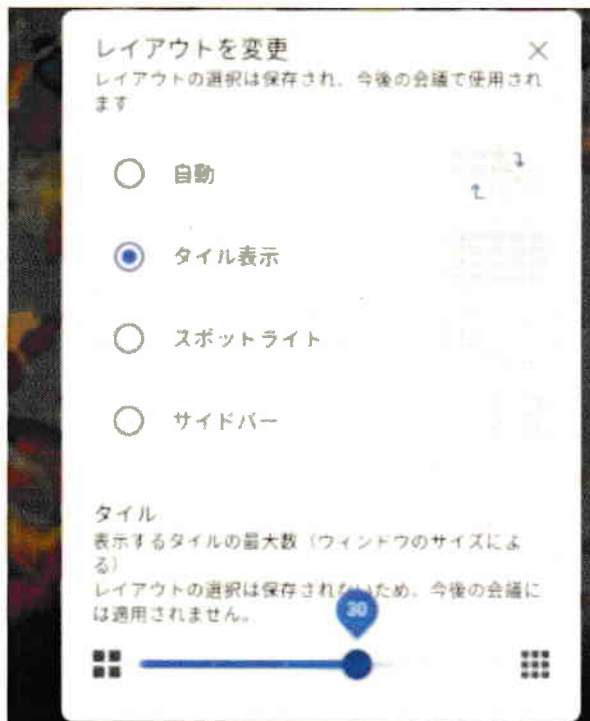 レイアウトを変更
レイアウトの選択は保存され、今後の会議で使用され
ます
自動
タイル表示
スポットライト
サイドバー
タイル
表示するタイルの最大数（ウィンドウのサイズによ
る）
レイアウトの選択は保存されないため、今後の会議に
は適用されません。
30